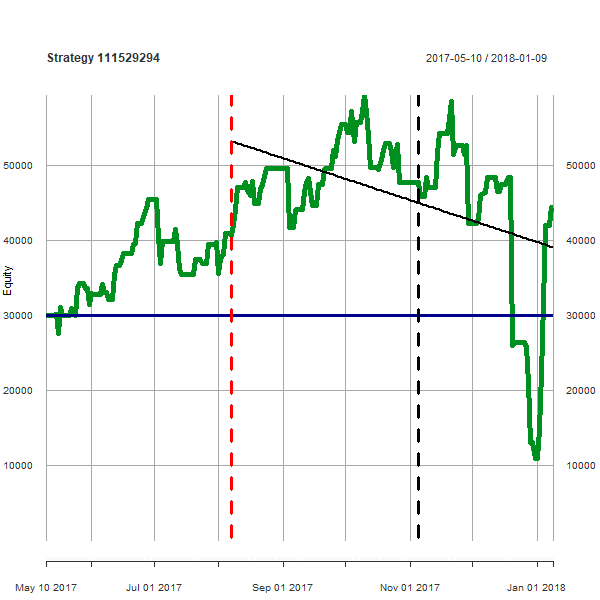 Strategy 111529294
2017-05-10 / 2018-01-09
Equity
50000
50000
40000
40000
30000
30000
20000
20000
10000
10000
May 10 2017
Jul 01 2017
Sep 01 2017
Nov 01 2017
Jan 01 2018